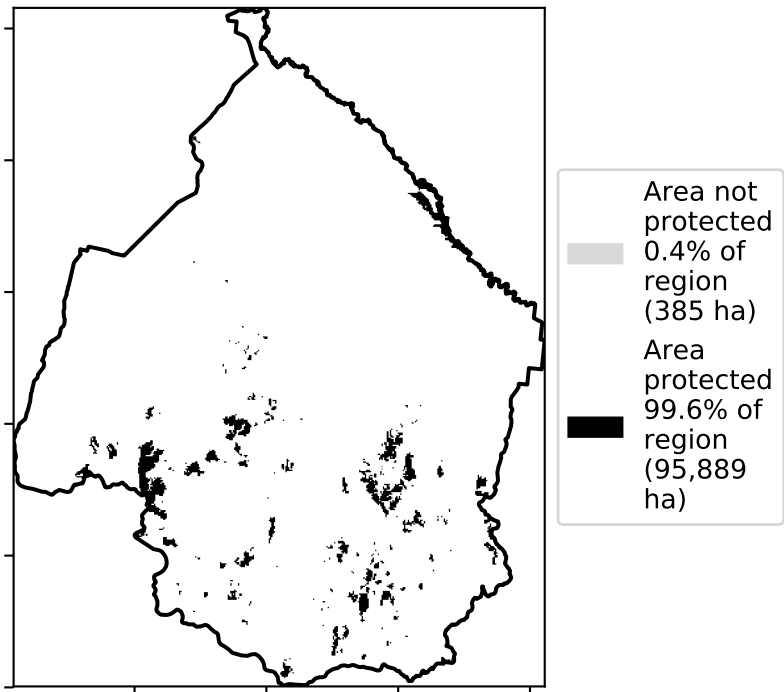 Area not
protected
0.4% of
region
(385 ha)
Area
protected
99.6% of
region
(95,889
ha)